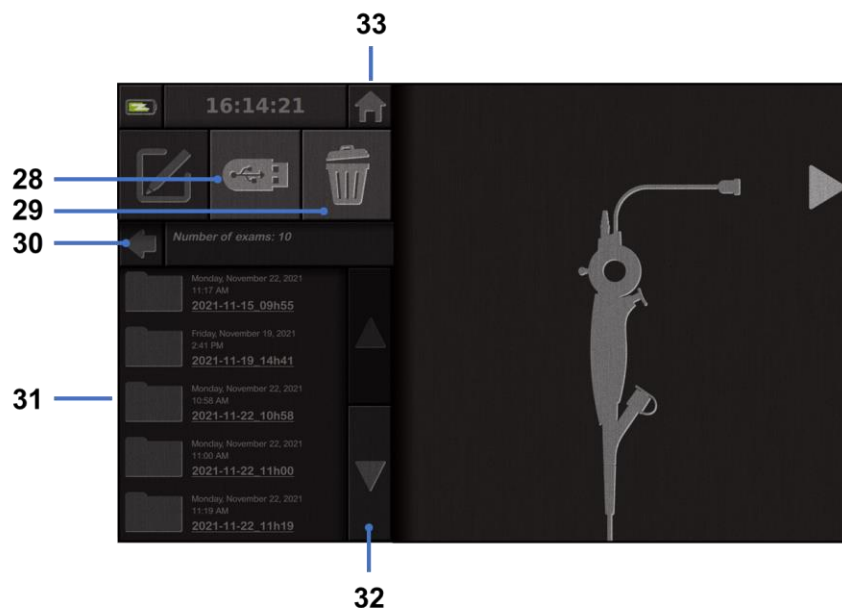 33
16:14:21
28
29
30
Number of exams: 10
Monday, November 22, 2021
11:17 AM
2021-11-15_09h55
Friday, November 19, 2021
2:41 PM
2021-11-19_14h41
31
Monday, November 22, 2021
10:58 AM
2021-11-22_10h58
Monday, November 22, 2021
11:00 AM
2021-11-22_11h00
Monday, November 22, 2021
11:19 AM
2021-11-22_11h19
32